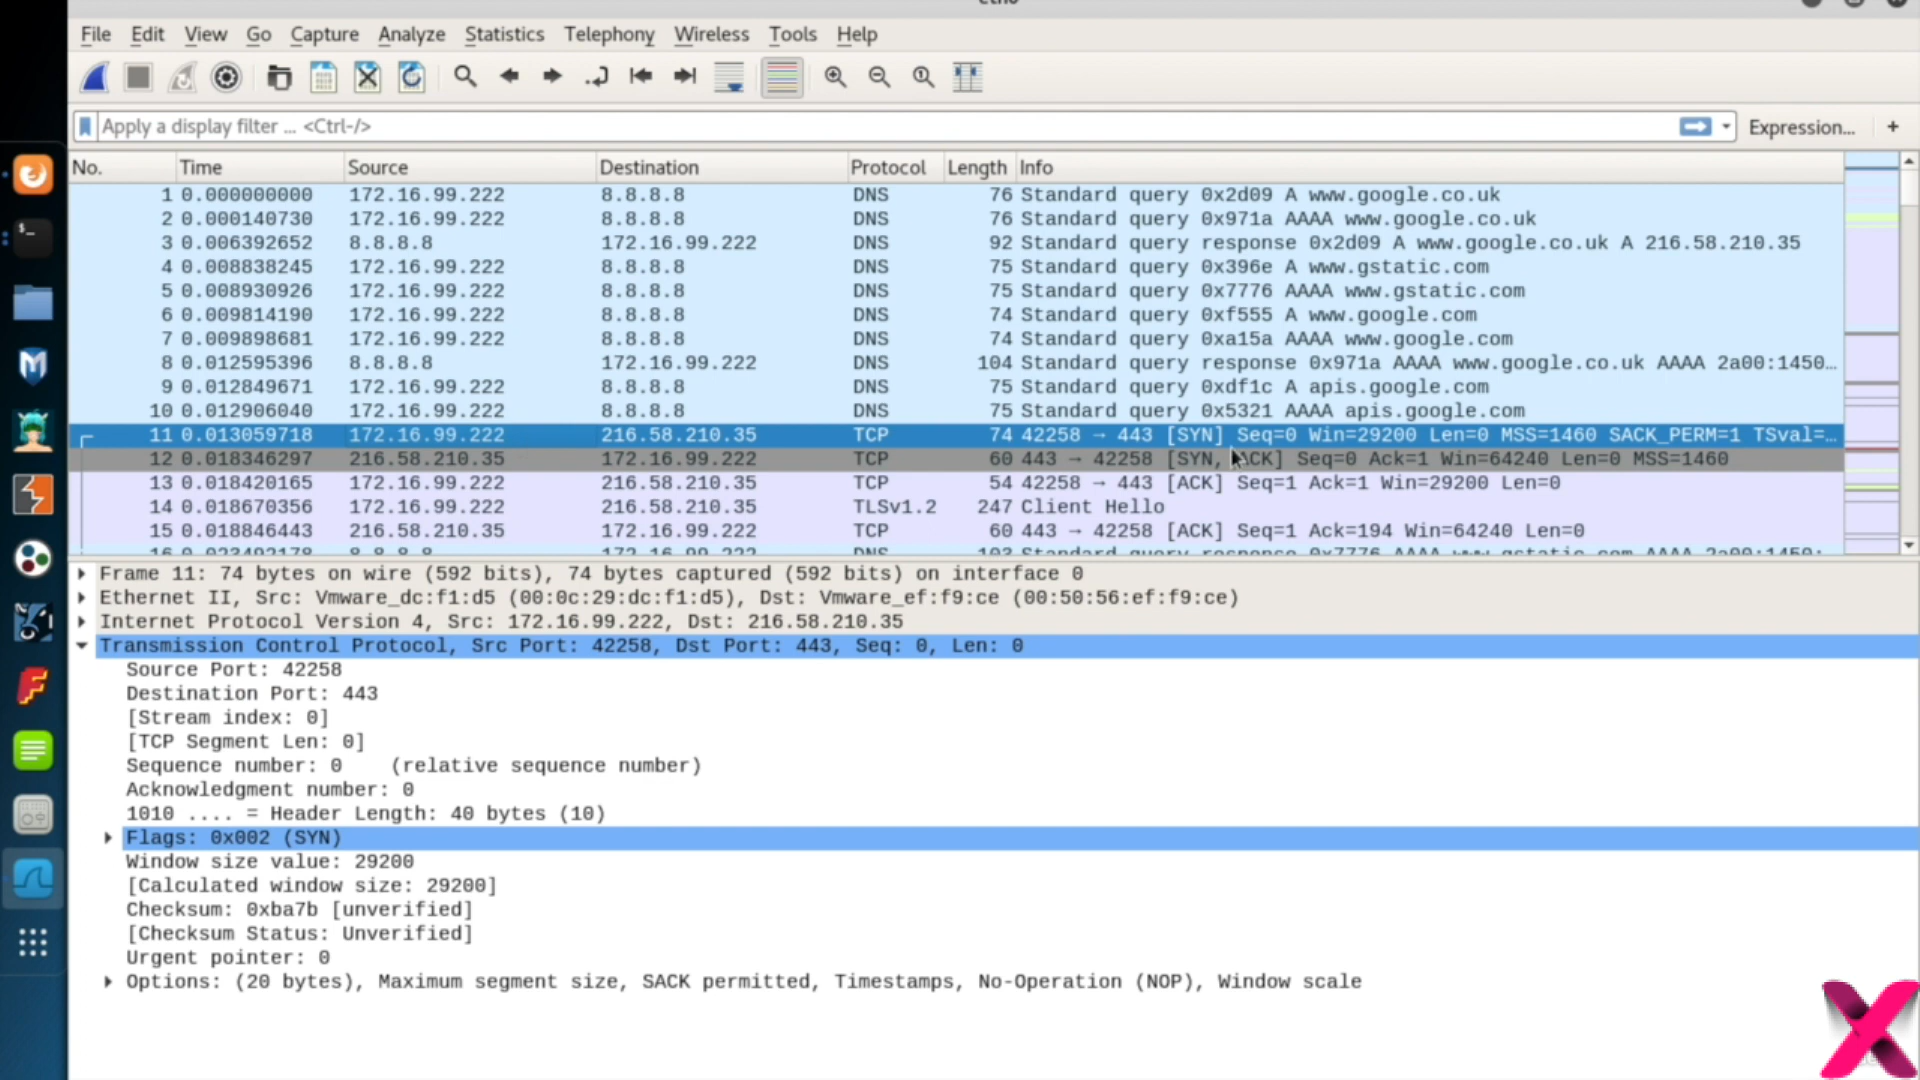 File Edit View Go Capture Analyze Statistics Telephony Wireless Tools Help
Apply a display filter ... <Ctrl-/> Expression... +
No. Time Source Destination Protocol Length Info
1 0.000000000 172.16.99.222 8.8.8.8 DNS 76 Standard query 0x2d09 A www.google.co.uk
2 0.000140730 172.16.99.222 8.8.8.8 DNS 76 Standard query 0x971a AAAA www.google.co.uk
3 0.006392652 8.8.8.8 172.16.99.222 DNS 92 Standard query response 0x2d09 A www.google.co.uk A 216.58.210.35
4 0.008838245 172.16.99.222 8.8.8.8 DNS 75 Standard query 0x396e A www.gstatic.com
5 0.008930926 172.16.99.222 8.8.8.8 DNS 75 Standard query 0x7776 AAAA www.gstatic.com
6 0.009814190 172.16.99.222 8.8.8.8 DNS 74 Standard query 0xf555 A www.google.com
7 0.009898681 172.16.99.222 8.8.8.8 DNS 74 Standard query 0xa15a AAAA www.google.com
8 0.012595396 8.8.8.8 172.16.99.222 DNS 104 Standard query response 0x971a AAAA www.google.co.uk AAAA 2a00:1450…
9 0.012849671 172.16.99.222 8.8.8.8 DNS 75 Standard query 0xdf1c A apis.google.com
10 0.012906040 172.16.99.222 8.8.8.8 DNS 75 Standard query 0x5321 AAAA apis.google.com
11 0.013059718 172.16.99.222 216.58.210.35 TCP 74 42258 → 443 [SYN] Seq=0 Win=29200 Len=0 MSS=1460 SACK_PERM=1 TSval=…
12 0.018346297 216.58.210.35 172.16.99.222 TCP 60 443 → 42258 [SYN, ACK] Seq=0 Ack=1 Win=64240 Len=0 MSS=1460
13 0.018420165 172.16.99.222 216.58.210.35 TCP 54 42258 → 443 [ACK] Seq=1 Ack=1 Win=29200 Len=0
14 0.018670356 172.16.99.222 216.58.210.35 TLSv1.2 247 Client Hello
15 0.018846443 216.58.210.35 172.16.99.222 TCP 60 443 → 42258 [ACK] Seq=1 Ack=194 Win=64240 Len=0
Frame 11: 74 bytes on wire (592 bits), 74 bytes captured (592 bits) on interface 0
Ethernet II, Src: Vmware_dc:f1:d5 (00:0c:29:dc:f1:d5), Dst: Vmware_ef:f9:ce (00:50:56:ef:f9:ce)
Internet Protocol Version 4, Src: 172.16.99.222, Dst: 216.58.210.35
Transmission Control Protocol, Src Port: 42258, Dst Port: 443, Seq: 0, Len: 0
Source Port: 42258
Destination Port: 443
[Stream index: 0]
[TCP Segment Len: 0]
Sequence number: 0 (relative sequence number)
Acknowledgment number: 0
1010 .... = Header Length: 40 bytes (10)
Flags: 0x002 (SYN)
Window size value: 29200
[Calculated window size: 29200]
Checksum: 0xba7b [unverified]
[Checksum Status: Unverified]
Urgent pointer: 0
Options: (20 bytes), Maximum segment size, SACK permitted, Timestamps, No-Operation (NOP), Window scale